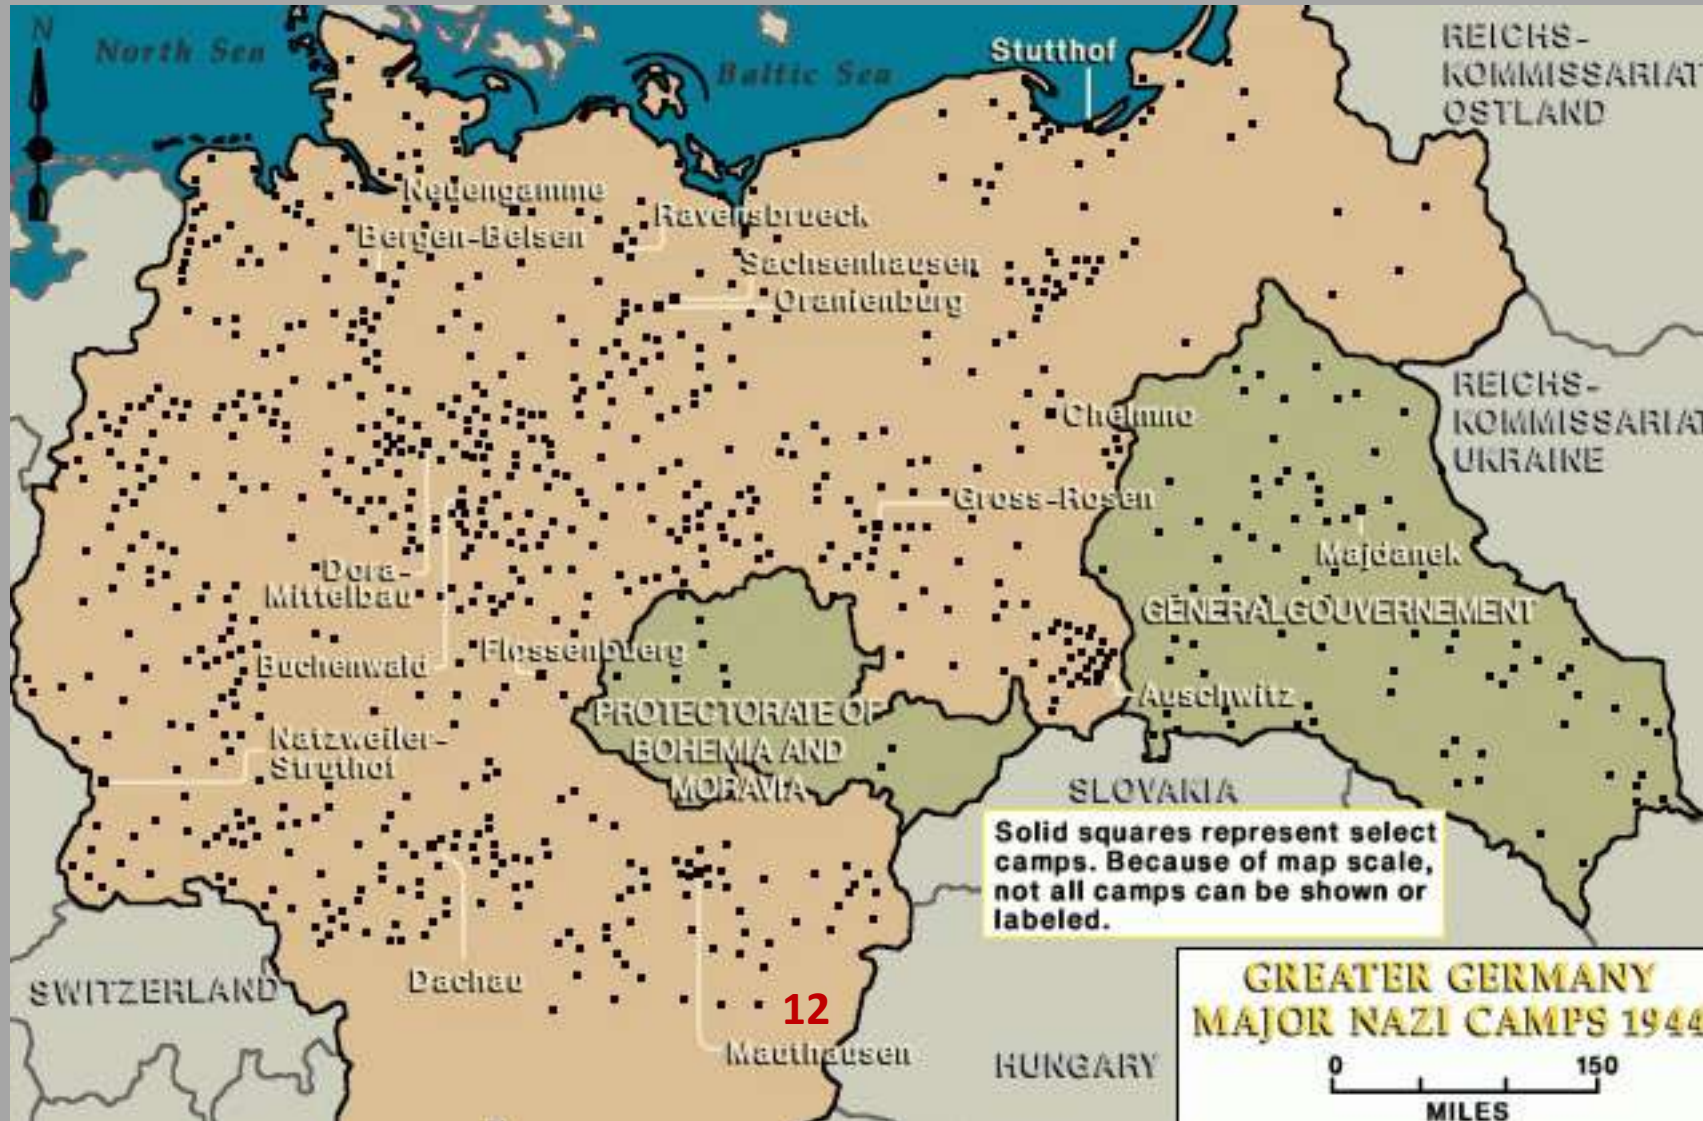 N
North Sea
Baltic Sea
Stutthof
REICHS-
KOMMISSARIAT
OSTLAND
Neuengamme
Ravensbrueck
Bergen-Belsen
Sachsenhausen
Oranienburg
REICHS-
KOMMISSARIAT
UKRAINE
Chelmno
Gross-Rosen
Majdanek
Dora-
Mittelbau
GENERALGOUVERNEMENT
Buchenwald
Flossenbuerg
Auschwitz
PROTECTORATE OF
BOHEMIA AND
MORAVIA
Natzweiler-
Struthof
SLOVAKIA
Solid squares represent select
camps. Because of map scale,
not all camps can be shown or
labeled.
Dachau
SWITZERLAND
12
Mauthausen
HUNGARY
GREATER GERMANY
MAJOR NAZI CAMPS 1944
0 150
MILES